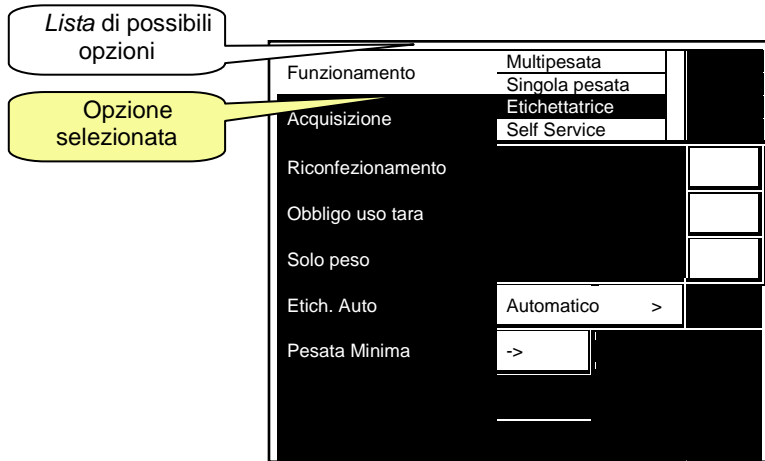 Lista di possibili
opzioni
Opzione
selezionata
Funzionamento
Multipesata
Singola pesata
Etichettatrice
Self Service
Acquisizione
Riconfezionamento
Obbligo uso tara
Solo peso
Etich. Auto
Automatico >
Pesata Minima
->